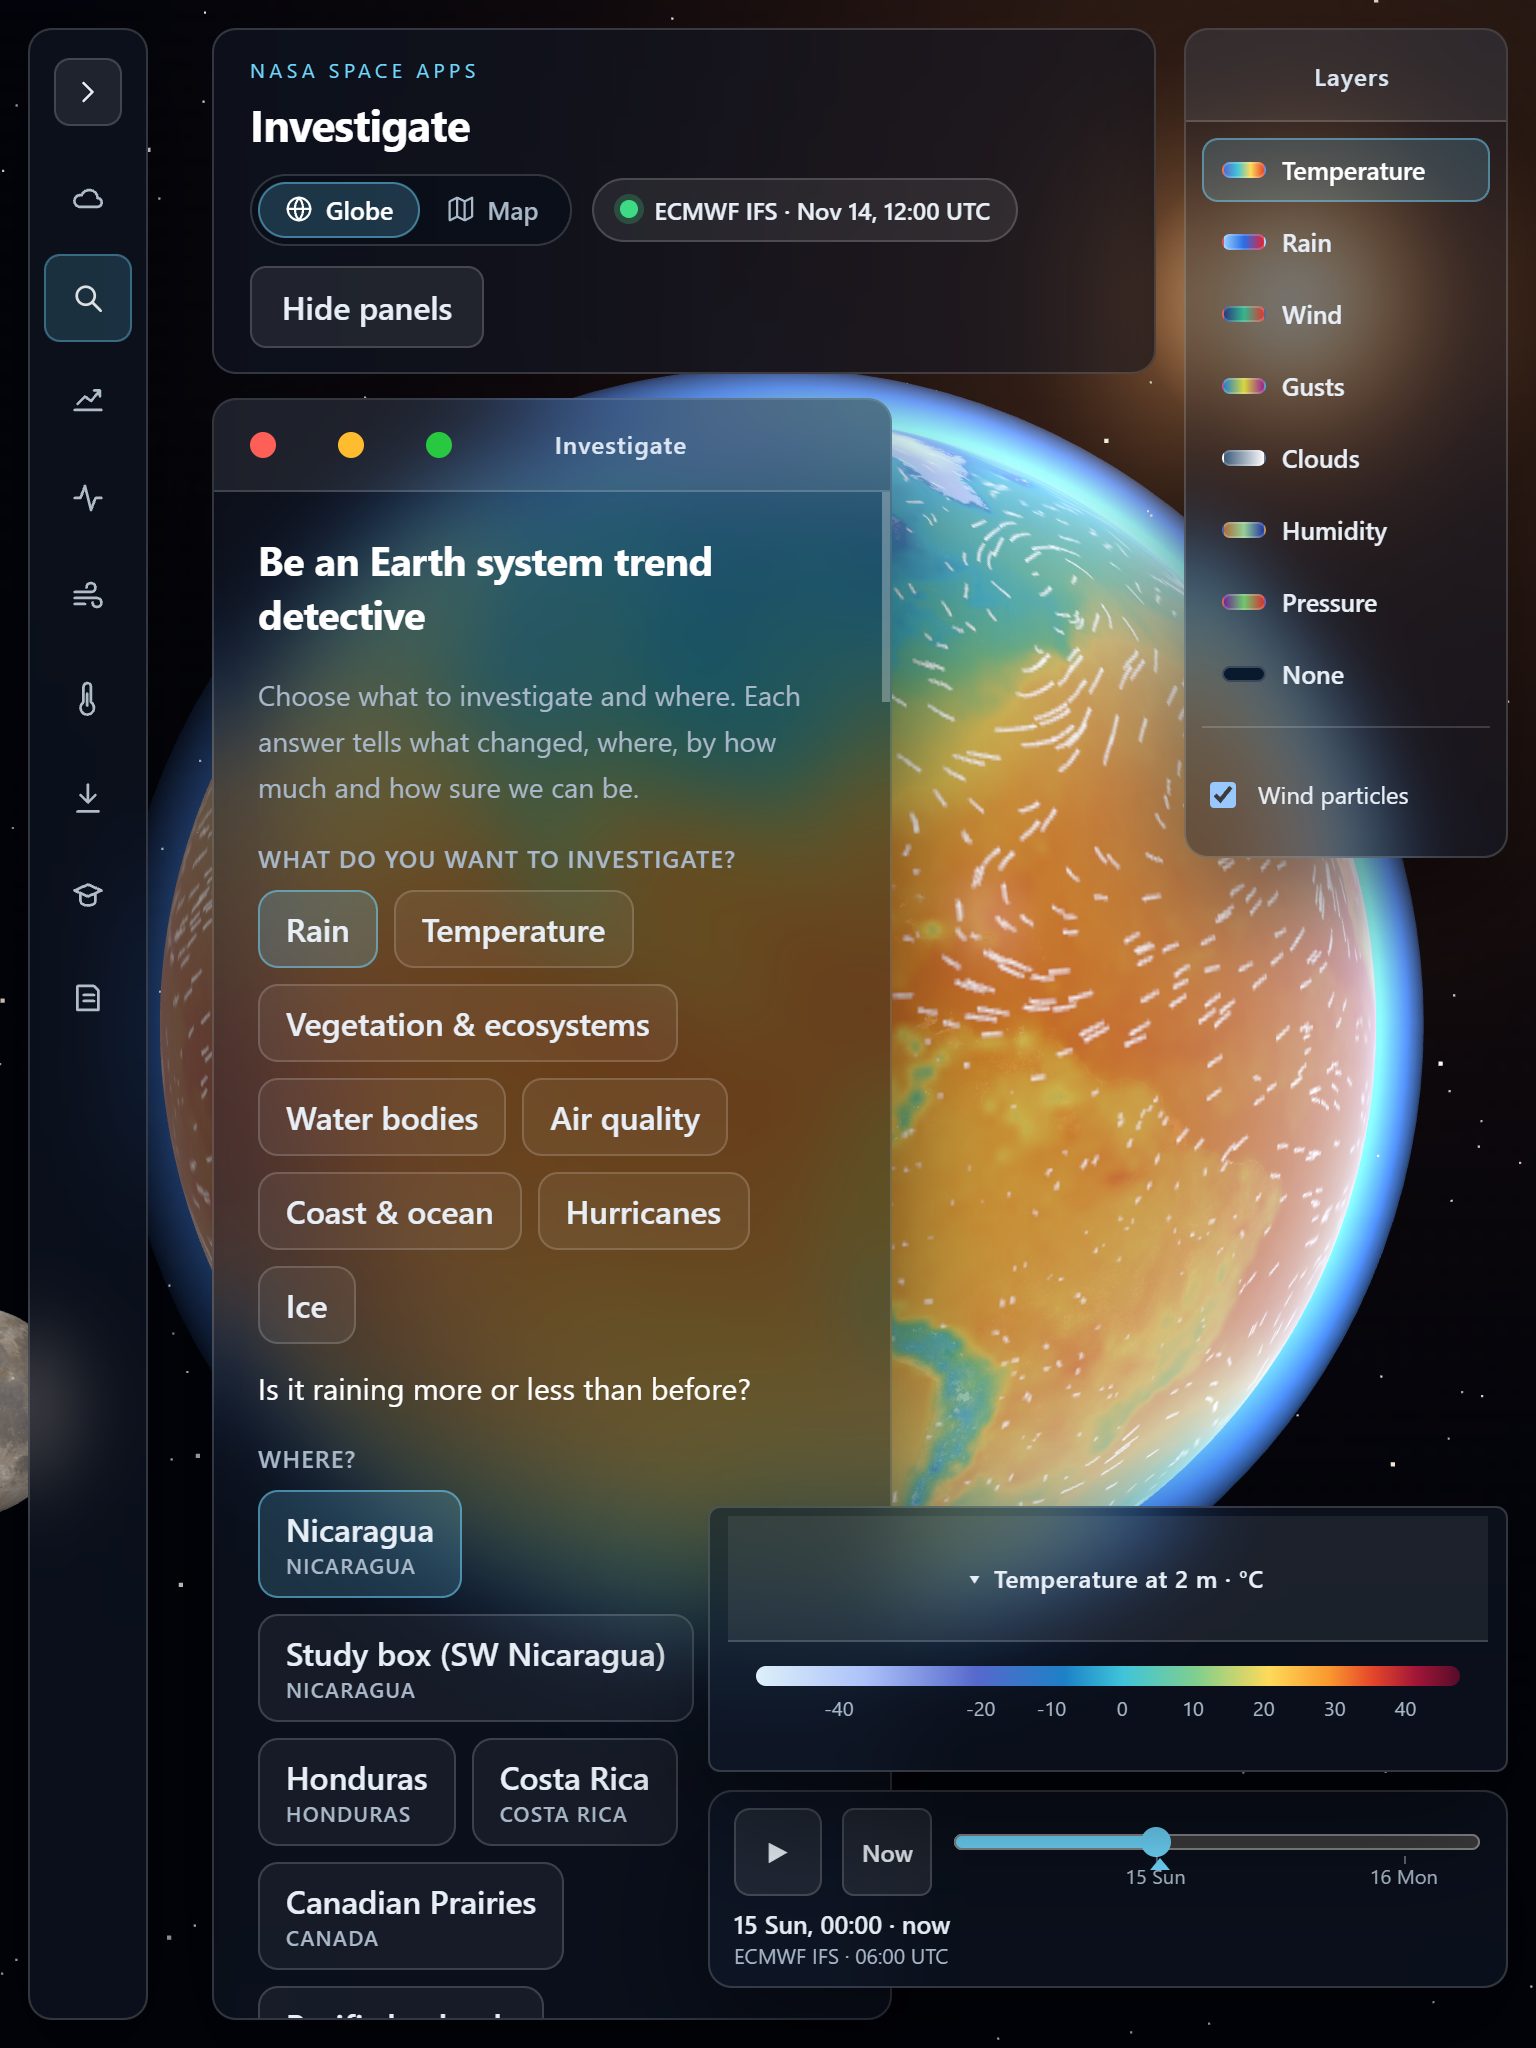 NASA SPACE APPS
Investigate
Globe
Map
ECMWF IFS · Nov 14, 12:00 UTC
Hide panels
Layers
Temperature
Rain
Wind
Gusts
Clouds
Humidity
Pressure
None
Wind particles
Investigate
Be an Earth system trend
detective
Choose what to investigate and where. Each
answer tells what changed, where, by how
much and how sure we can be.
WHAT DO YOU WANT TO INVESTIGATE?
Rain
Temperature
Vegetation & ecosystems
Water bodies
Air quality
Coast & ocean
Hurricanes
Ice
Is it raining more or less than before?
WHERE?
Nicaragua
NICARAGUA
Study box (SW Nicaragua)
NICARAGUA
Honduras
HONDURAS
Costa Rica
COSTA RICA
Canadian Prairies
CANADA
Temperature at 2 m · °C
-40 -20 -10 0 10 20 30 40
Now
15 Sun
16 Mon
15 Sun, 00:00 · now
ECMWF IFS · 06:00 UTC